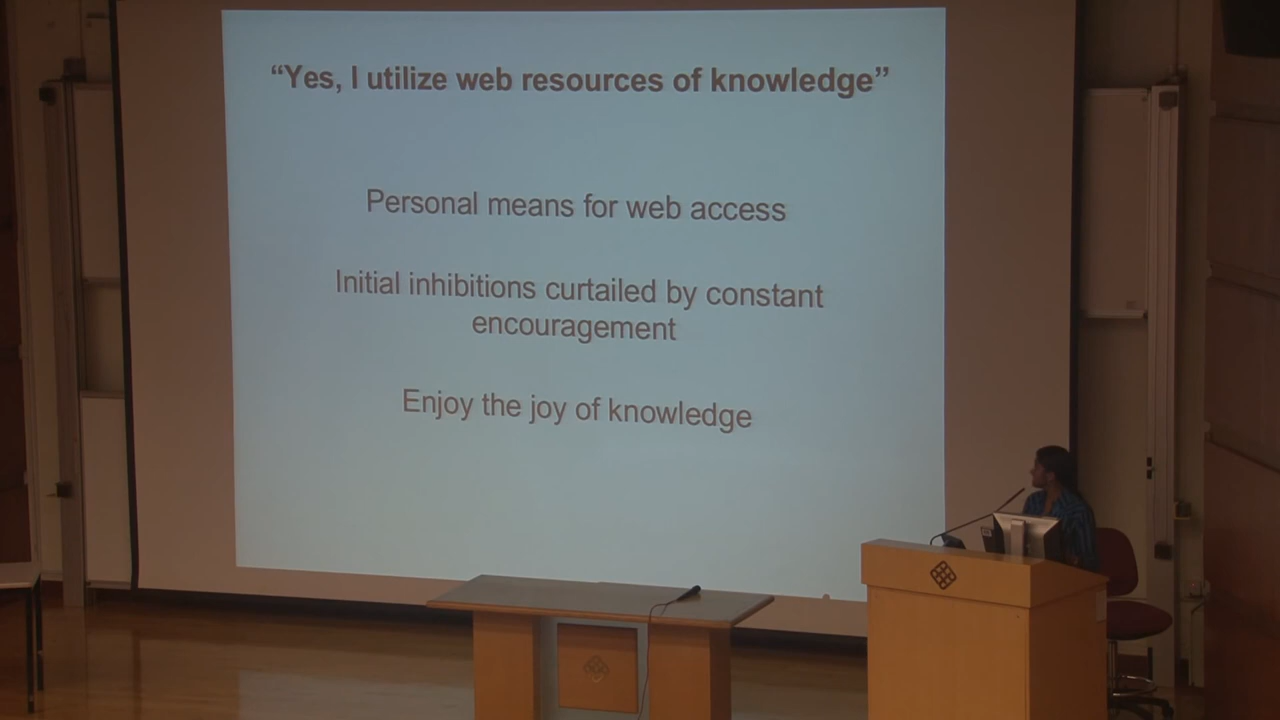 “Yes, I utilize web resources of knowledge”
Personal means for web access
Initial inhibitions curtailed by constant
encouragement
Enjoy the joy of knowledge